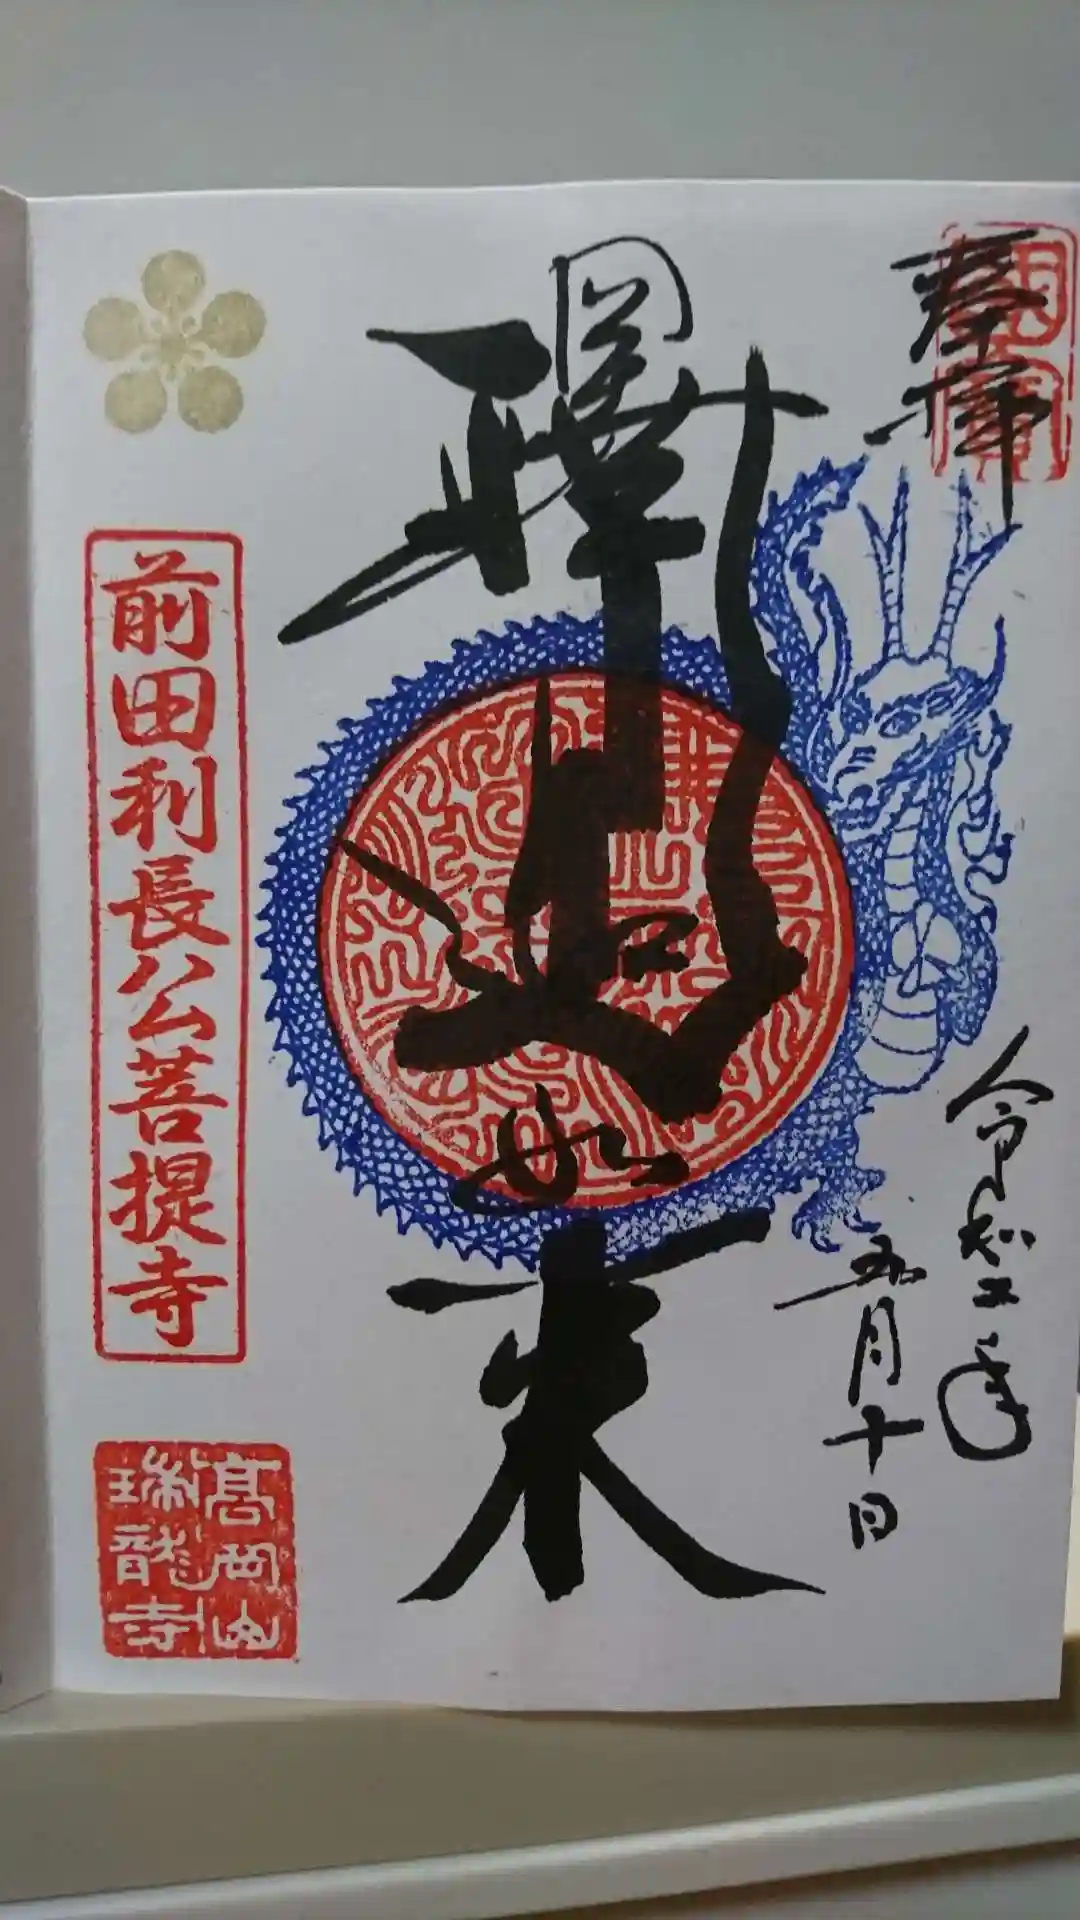 奉拝
令和年
五月十日
釋迦如来
前田利長公菩提寺
高岡山
瑞龍寺